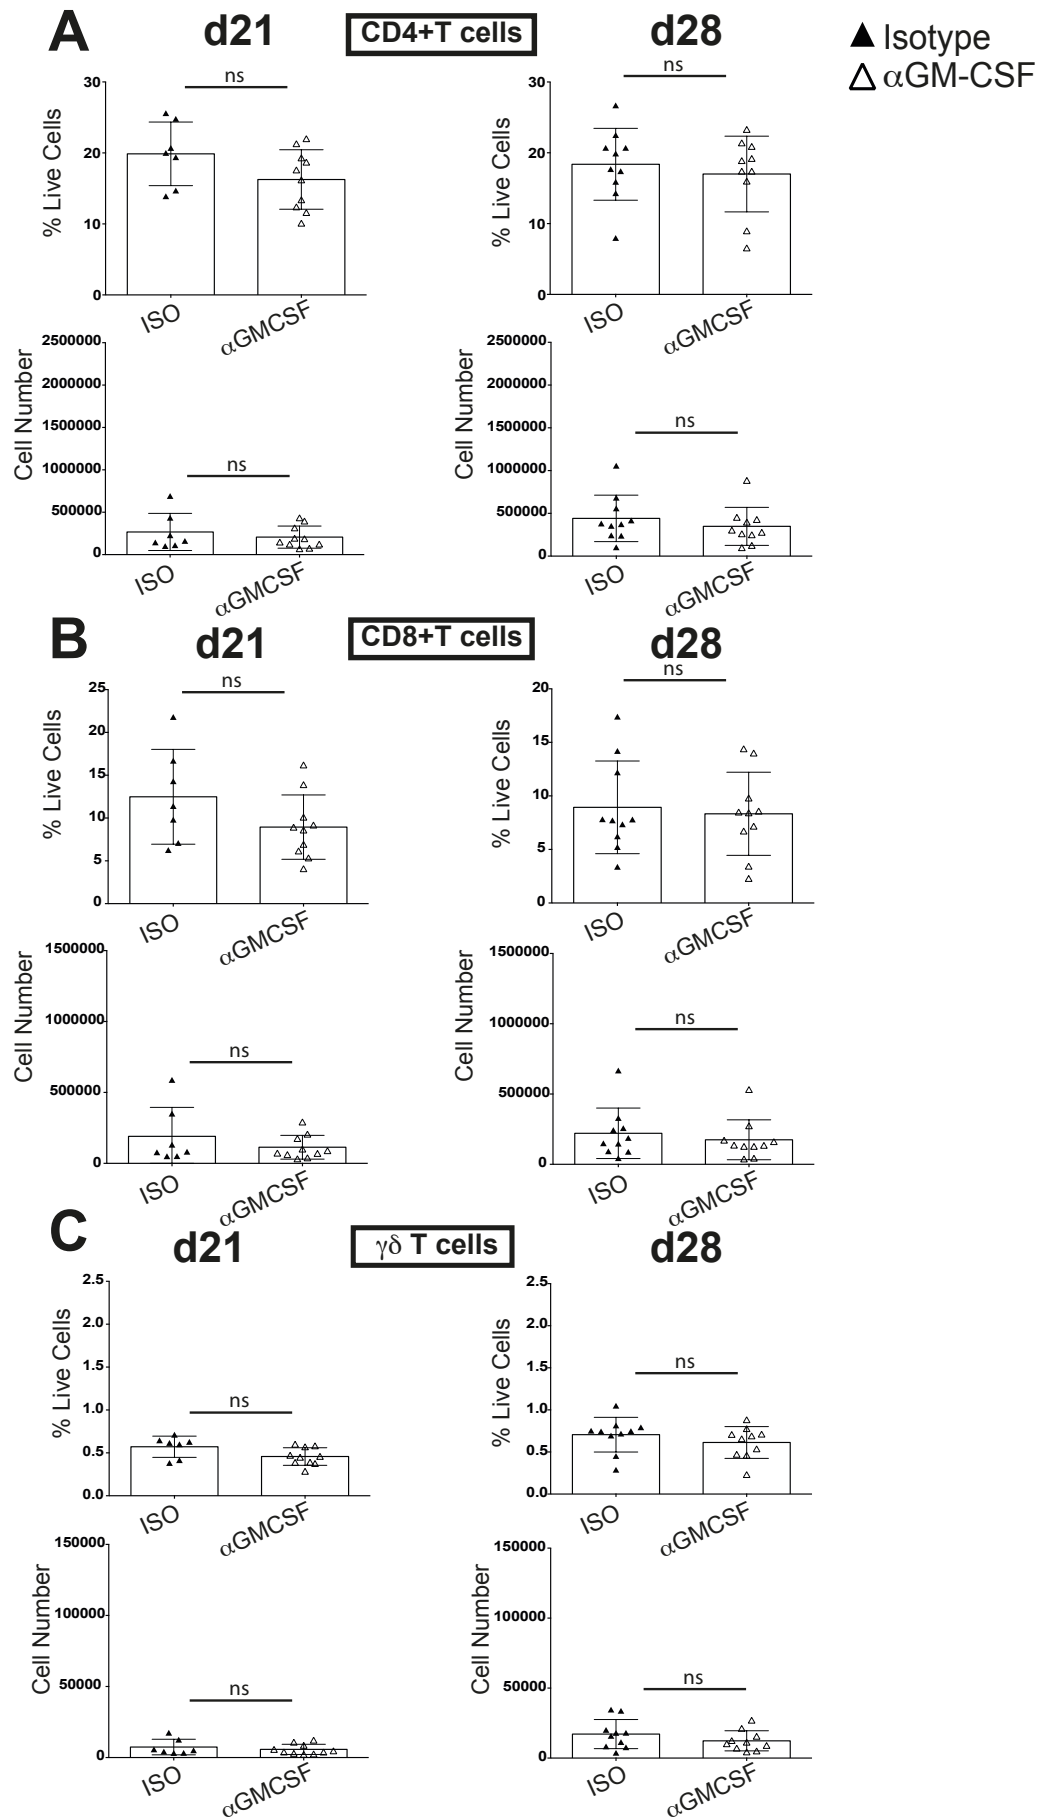 A
d21
CD4+T cells
d28
Isotype
αGM-CSF
ns
30
20
10
0
% Live Cells
ISO
αGMCSF
ns
30
20
10
0
% Live Cells
ISO
αGMCSF
ns
2500000
2000000
1500000
1000000
500000
0
Cell Number
ISO
αGMCSF
ns
2500000
2000000
1500000
1000000
500000
0
Cell Number
ISO
αGMCSF
B
d21
CD8+T cells
d28
ns
25
20
15
10
5
0
% Live Cells
ISO
αGMCSF
ns
20
15
10
5
0
% Live Cells
ISO
αGMCSF
ns
1500000
1000000
500000
0
Cell Number
ISO
αGMCSF
ns
1500000
1000000
500000
0
Cell Number
ISO
αGMCSF
C
d21
γδ T cells
d28
ns
2.5
2.0
1.5
1.0
0.5
0.0
% Live Cells
ISO
αGMCSF
ns
2.5
2.0
1.5
1.0
0.5
0.0
% Live Cells
ISO
αGMCSF
ns
150000
100000
50000
0
Cell Number
ISO
αGMCSF
ns
150000
100000
50000
0
Cell Number
ISO
αGMCSF